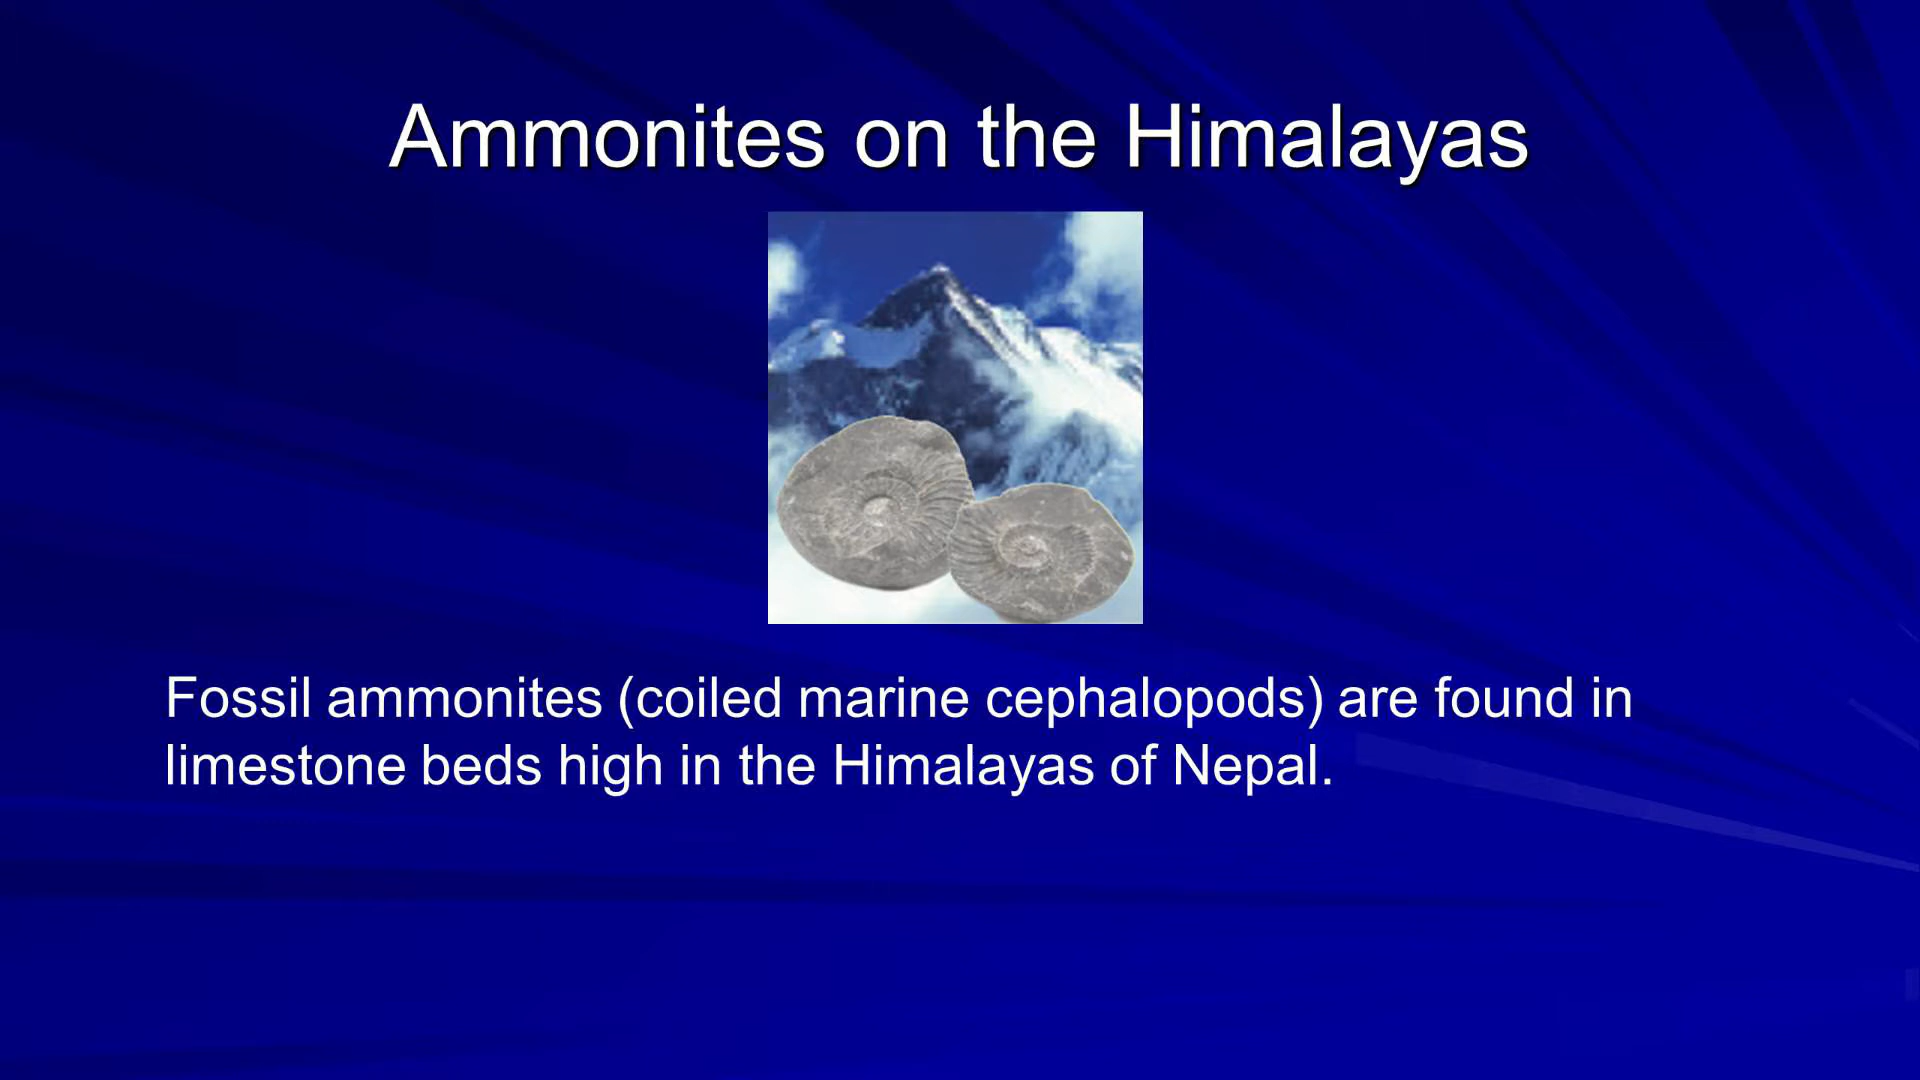 Ammonites on the Himalayas
Fossil ammonites (coiled marine cephalopods) are found in
limestone beds high in the Himalayas of Nepal.